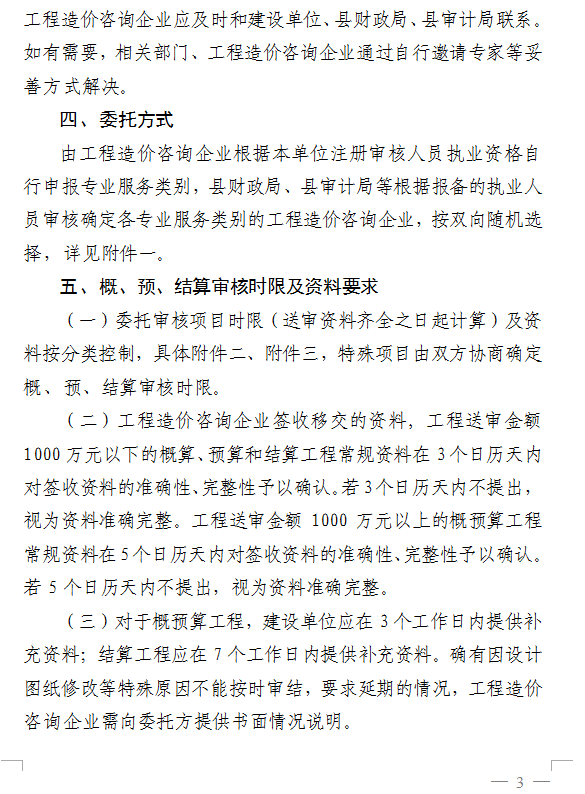 工程造价咨询企业应及时和建设单位、县财政局、县审计局联系。
如有需要，相关部门、工程造价咨询企业通过自行邀请专家等妥
善方式解决。
四、委托方式
由工程造价咨询企业根据本单位注册审核人员执业资格自
行申报专业服务类别，县财政局、县审计局等根据报备的执业人
员审核确定各专业服务类别的工程造价咨询企业，按双向随机选
择，详见附件一。
五、概、预、结算审核时限及资料要求
（一）委托审核项目时限（送审资料齐全之日起计算）及资
料按分类控制，具体附件二、附件三，特殊项目由双方协商确定
概、预、结算审核时限。
（二）工程造价咨询企业签收移交的资料，工程送审金额
1000 万元以下的概算、预算和结算工程常规资料在 3 个日历天内
对签收资料的准确性、完整性予以确认。若 3 个日历天内不提出，
视为资料准确完整。工程送审金额 1000 万元以上的概预算工程
常规资料在 5 个日历天内对签收资料的准确性、完整性予以确认。
若 5 个日历天内不提出，视为资料准确完整。
（三）对于概预算工程，建设单位应在 3 个工作日内提供补
充资料；结算工程应在 7 个工作日内提供补充资料。确有因设计
图纸修改等特殊原因不能按时审结，要求延期的情况，工程造价
咨询企业需向委托方提供书面情况说明。
— 3